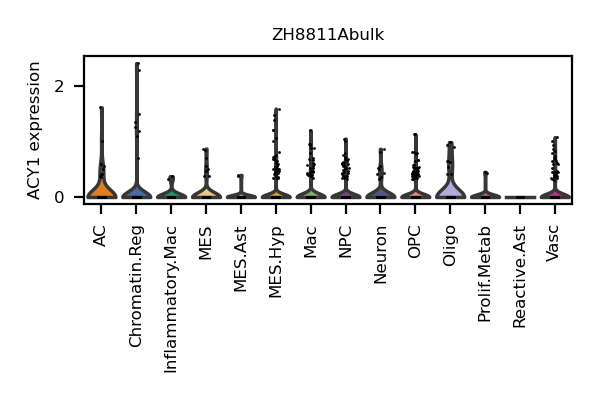 ZH8811Abulk
ACY1 expression
2
0
AC
Chromatin.Reg
Inflammatory.Mac
MES
MES.Ast
MES.Hyp
Mac
NPC
Neuron
OPC
Oligo
Prolif.Metab
Reactive.Ast
Vasc